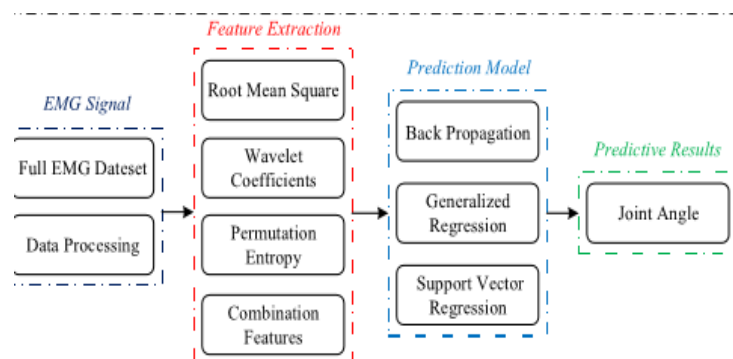 Feature Extraction
Root Mean Square
Wavelet
Coefficients
Permutation
Entropy
Combination
Features
EMG Signal
Full EMG Dateset
Data Processing
Prediction Model
Back Propagation
Generalized
Regression
Support Vector
Regression
Predictive Results
Joint Angle